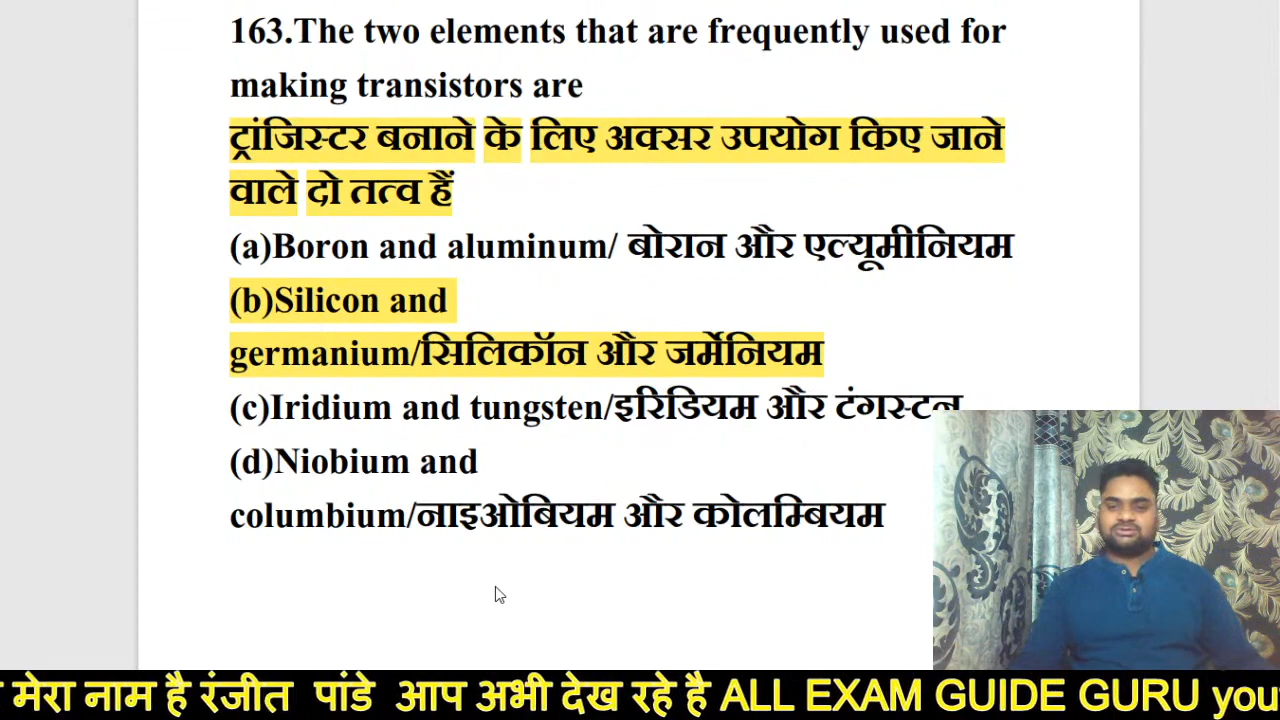 163.The two elements that are frequently used for
making transistors are
ट्रांजिस्टर बनाने के लिए अक्सर उपयोग किए जाने
वाले दो तत्व हैं
(a)Boron and aluminum/ बोरान और एल्यूमीनियम
(b)Silicon and
germanium/सिलिकॉन और जर्मेनियम
(c)Iridium and tungsten/इरिडियम और टंगस्टन
(d)Niobium and
columbium/नाइओबियम और कोलम्बियम
मेरा नाम है रंजीत पांडे आप अभी देख रहे है ALL EXAM GUIDE GURU you